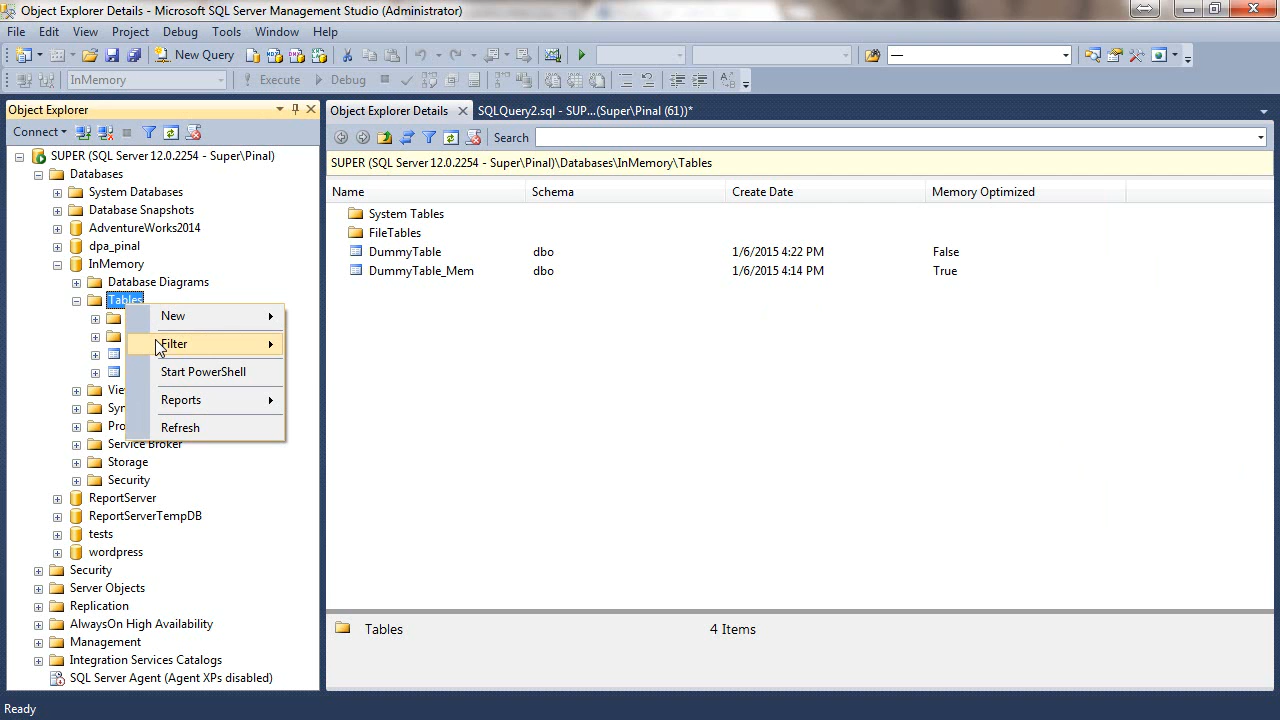 Object Explorer Details - Microsoft SQL Server Management Studio (Administrator)
File Edit View Project Debug Tools Window Help
New Query
InMemory Execute Debug
Object Explorer
Connect
SUPER (SQL Server 12.0.2254 - Super\Pinal)
Databases
System Databases
Database Snapshots
AdventureWorks2014
dpa_pinal
InMemory
Database Diagrams
Tables
New
Filter
Start PowerShell
Reports
Refresh
Vie
Syn
Pro
Service Broker
Storage
Security
ReportServer
ReportServerTempDB
tests
wordpress
Security
Server Objects
Replication
AlwaysOn High Availability
Management
Integration Services Catalogs
SQL Server Agent (Agent XPs disabled)
Object Explorer Details SQLQuery2.sql - SUP...(Super\Pinal (61))*
Search
SUPER (SQL Server 12.0.2254 - Super\Pinal)\Databases\InMemory\Tables
Name Schema Create Date Memory Optimized
System Tables
FileTables
DummyTable dbo 1/6/2015 4:22 PM False
DummyTable_Mem dbo 1/6/2015 4:14 PM True
Tables 4 Items
Ready